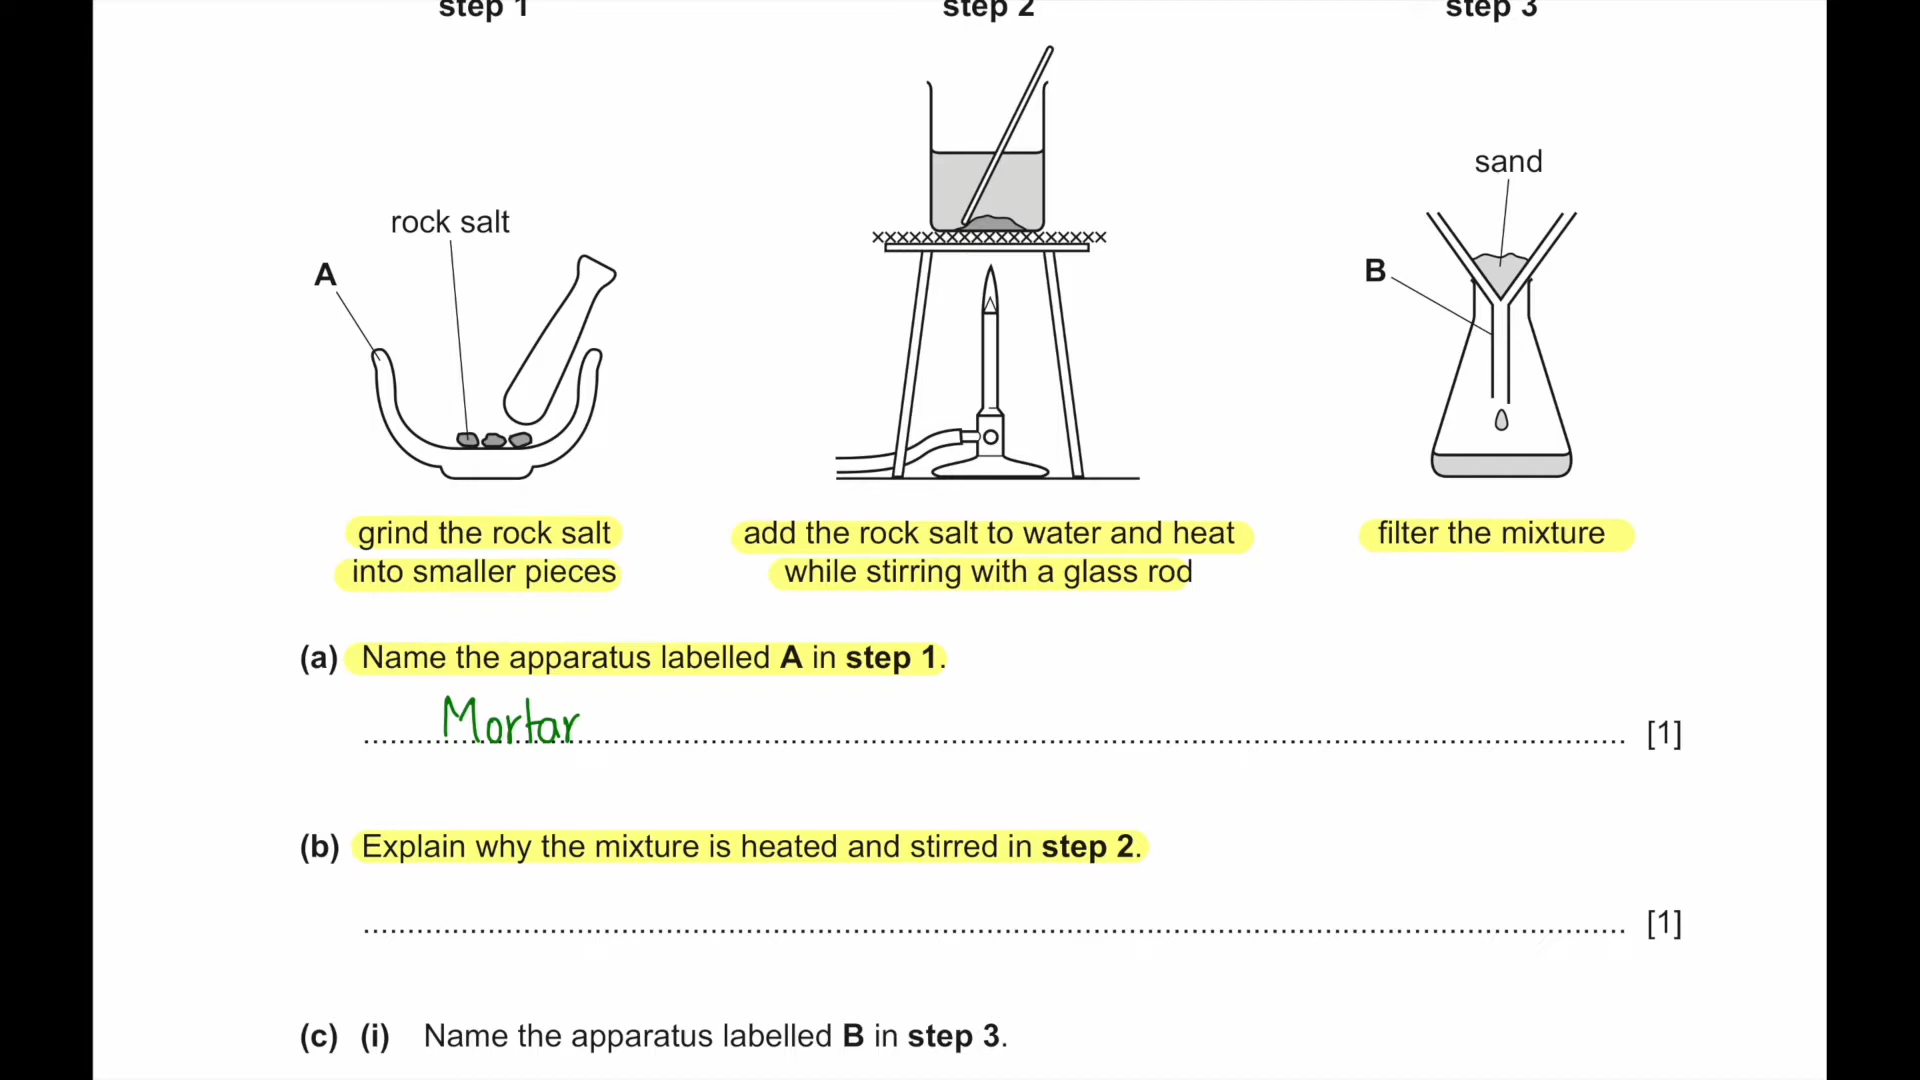 step 1 step 2 step 3
sand
rock salt
A
B
grind the rock salt
into smaller pieces
add the rock salt to water and heat
while stirring with a glass rod
filter the mixture
(a) Name the apparatus labelled A in step 1.
Mortar
[1]
(b) Explain why the mixture is heated and stirred in step 2.
[1]
(c) (i) Name the apparatus labelled B in step 3.